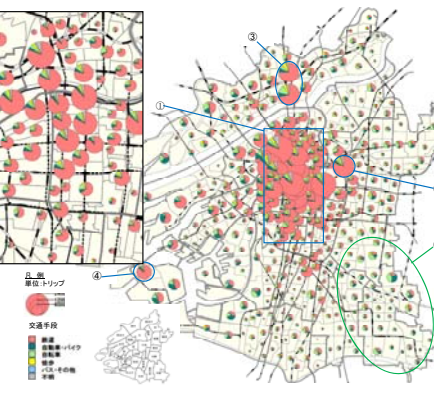 ③
①
④
凡 例
単位:トリップ
交通手段
鉄道
自動車・バイク
自転車
徒歩
バス・その他
不明